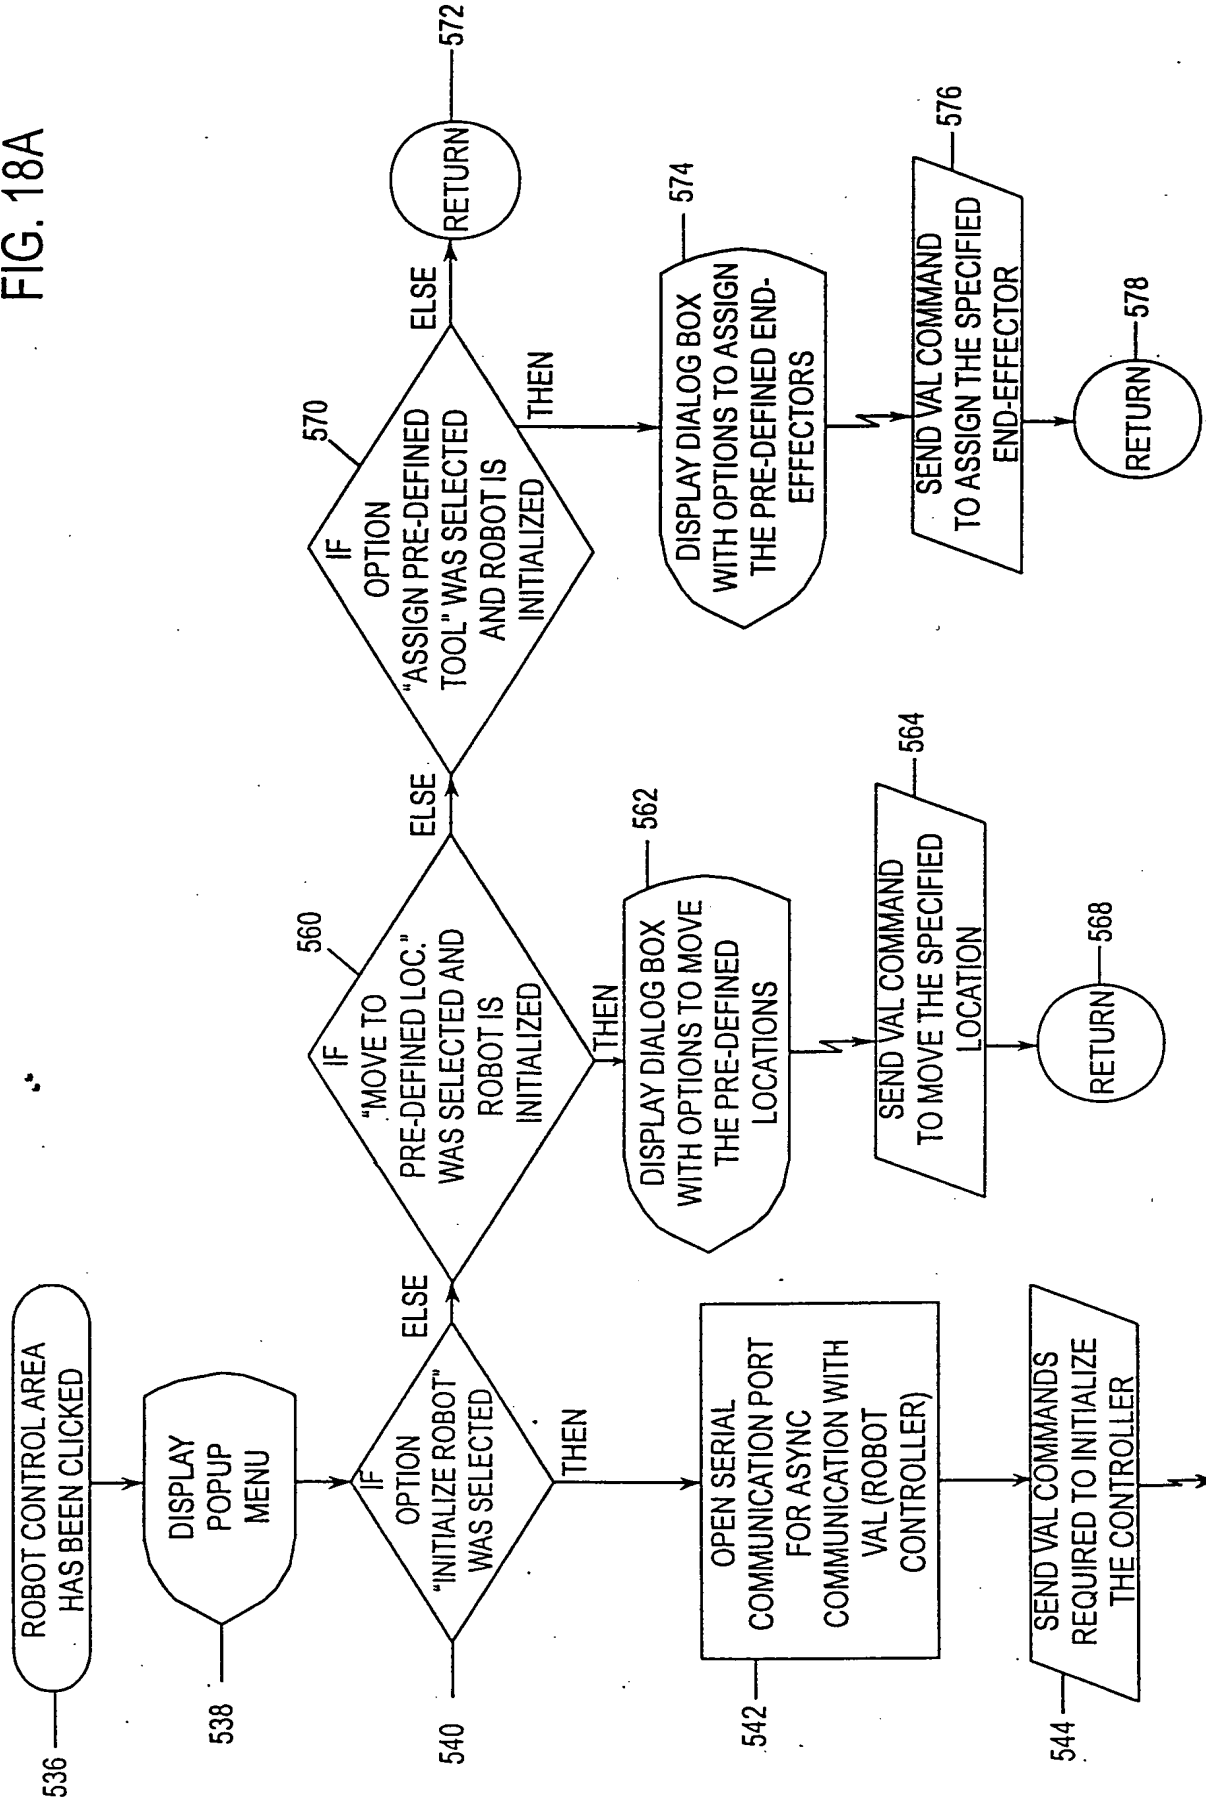 FIG. 18A
536
ROBOT CONTROL AREA
HAS BEEN CLICKED
538
DISPLAY
POPUP
MENU
540
IF
OPTION
"INITIALIZE ROBOT"
WAS SELECTED
ELSE
THEN
542
OPEN SERIAL
COMMUNICATION PORT
FOR ASYNC
COMMUNICATION WITH
VAL (ROBOT
CONTROLLER)
544
SEND VAL COMMANDS
REQUIRED TO INITIALIZE
THE CONTROLLER
560
IF
"MOVE TO
PRE-DEFINED LOC."
WAS SELECTED AND
ROBOT IS
INITIALIZED
ELSE
THEN
562
DISPLAY DIALOG BOX
WITH OPTIONS TO MOVE
THE PRE-DEFINED
LOCATIONS
564
SEND VAL COMMAND
TO MOVE THE SPECIFIED
LOCATION
RETURN
568
570
IF
OPTION
"ASSIGN PRE-DEFINED
TOOL" WAS SELECTED
AND ROBOT IS
INITIALIZED
ELSE
RETURN
572
THEN
574
DISPLAY DIALOG BOX
WITH OPTIONS TO ASSIGN
THE PRE-DEFINED END-
EFFECTORS
576
SEND VAL COMMAND
TO ASSIGN THE SPECIFIED
END-EFFECTOR
RETURN
578